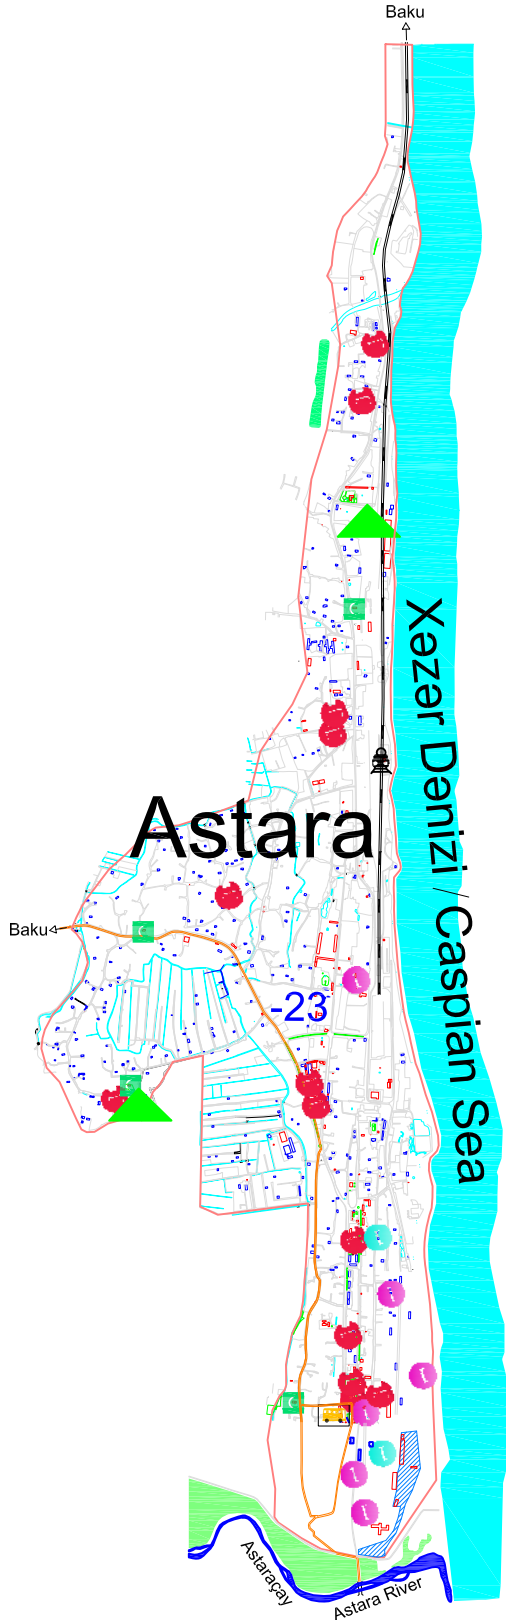 Baku
Xezer Denizi / Caspian Sea
Astara
Baku
-23
Astaraçay
Astara River